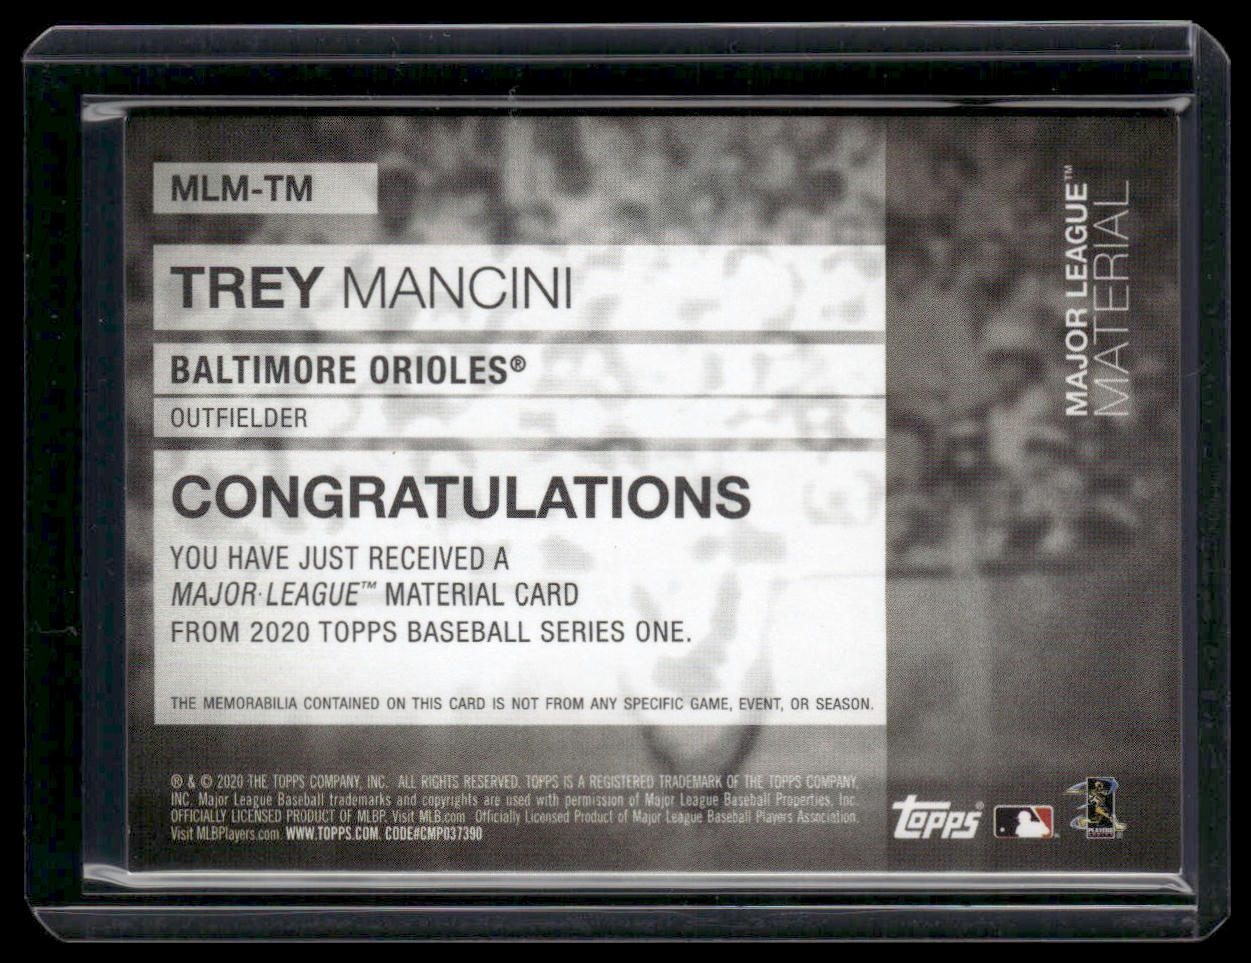 MLM-TM
TREY MANCINI
BALTIMORE ORIOLES®
OUTFIELDER
CONGRATULATIONS
YOU HAVE JUST RECEIVED A
MAJOR LEAGUE™ MATERIAL CARD
FROM 2020 TOPPS BASEBALL SERIES ONE.
THE MEMORABILIA CONTAINED ON THIS CARD IS NOT FROM ANY SPECIFIC GAME, EVENT, OR SEASON.
® & © 2020 THE TOPPS COMPANY, INC. ALL RIGHTS RESERVED. TOPPS IS A REGISTERED TRADEMARK OF THE TOPPS COMPANY,
INC. Major League Baseball trademarks and copyrights are used with permission of Major League Baseball Properties, Inc.
OFFICIALLY LICENSED PRODUCT OF MLBP. Visit MLB.com Officially Licensed Product of Major League Baseball Players Association.
Visit MLBPlayers.com WWW.TOPPS.COM. CODE#CMP037390
MAJOR LEAGUE™
MATERIAL
topps®
PLAYERS